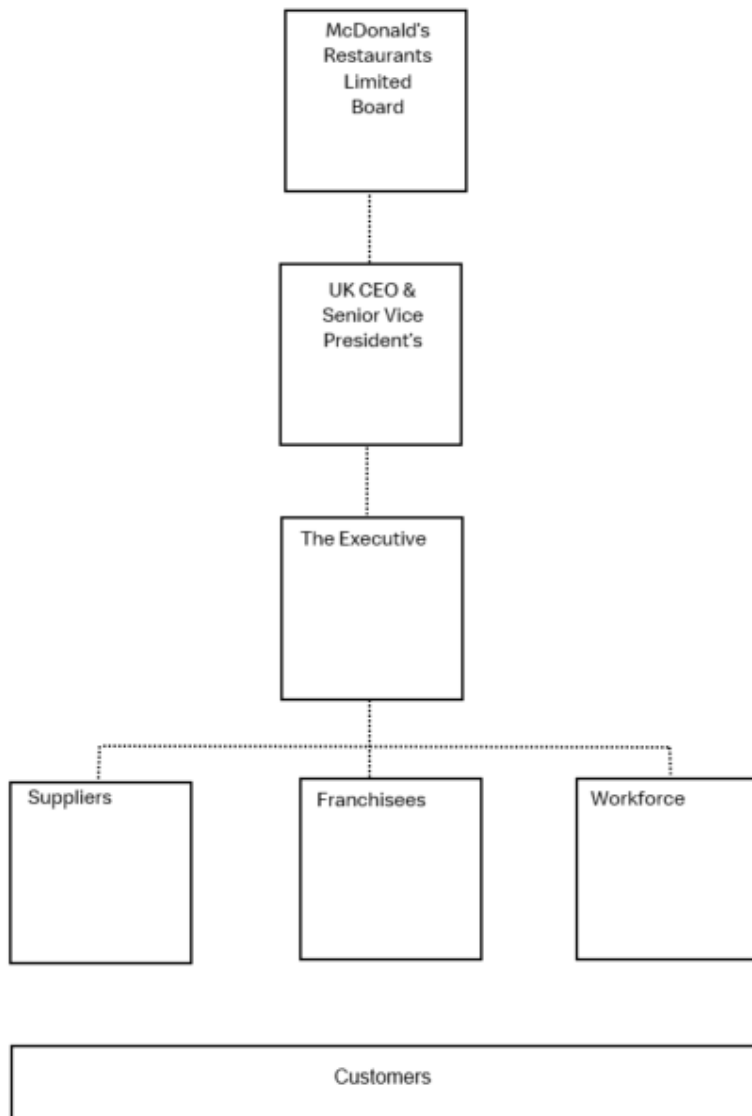 McDonald's
Restaurants
Limited
Board
UK CEO &
Senior Vice
President's
The Executive
Suppliers
Franchisees
Workforce
Customers